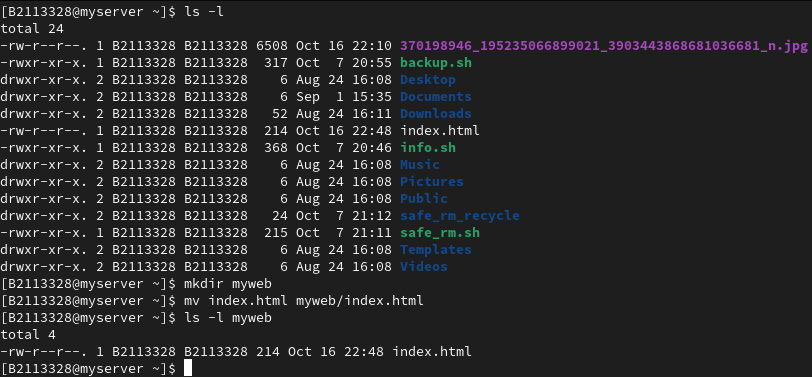 [B2113328@myserver ~]$ ls -l
total 24
-rw-r--r--. 1 B2113328 B2113328 6508 Oct 16 22:10 370198946_195235066899021_3903443868681036681_n.jpg
-rwxr-xr-x. 1 B2113328 B2113328  317 Oct  7 20:55 backup.sh
drwxr-xr-x. 2 B2113328 B2113328    6 Aug 24 16:08 Desktop
drwxr-xr-x. 2 B2113328 B2113328    6 Sep  1 15:35 Documents
drwxr-xr-x. 2 B2113328 B2113328   52 Aug 24 16:11 Downloads
-rw-r--r--. 1 B2113328 B2113328  214 Oct 16 22:48 index.html
-rwxr-xr-x. 1 B2113328 B2113328  368 Oct  7 20:46 info.sh
drwxr-xr-x. 2 B2113328 B2113328    6 Aug 24 16:08 Music
drwxr-xr-x. 2 B2113328 B2113328    6 Aug 24 16:08 Pictures
drwxr-xr-x. 2 B2113328 B2113328    6 Aug 24 16:08 Public
drwxr-xr-x. 2 B2113328 B2113328   24 Oct  7 21:12 safe_rm_recycle
-rwxr-xr-x. 1 B2113328 B2113328  215 Oct  7 21:11 safe_rm.sh
drwxr-xr-x. 2 B2113328 B2113328    6 Aug 24 16:08 Templates
drwxr-xr-x. 2 B2113328 B2113328    6 Aug 24 16:08 Videos
[B2113328@myserver ~]$ mkdir myweb
[B2113328@myserver ~]$ mv index.html myweb/index.html
[B2113328@myserver ~]$ ls -l myweb
total 4
-rw-r--r--. 1 B2113328 B2113328 214 Oct 16 22:48 index.html
[B2113328@myserver ~]$